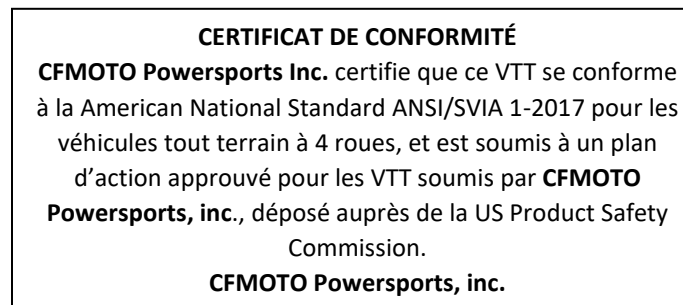 CERTIFICAT DE CONFORMITÉ
CFMOTO Powersports Inc. certifie que ce VTT se conforme
à la American National Standard ANSI/SVIA 1-2017 pour les
véhicules tout terrain à 4 roues, et est soumis à un plan
d’action approuvé pour les VTT soumis par CFMOTO
Powersports, inc., déposé auprès de la US Product Safety
Commission.
CFMOTO Powersports, inc.